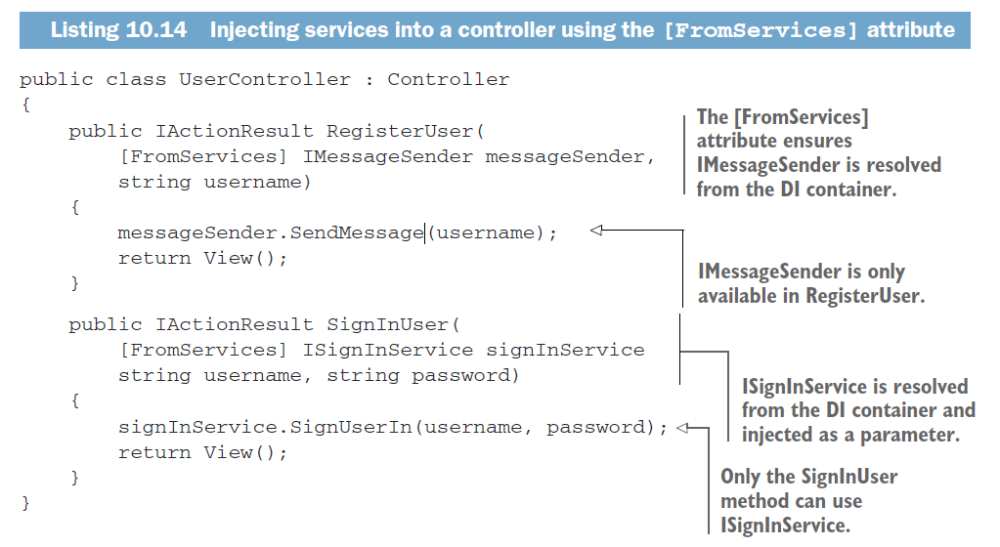 Listing 10.14 Injecting services into a controller using the [FromServices] attribute
public class UserController : Controller
{
public IActionResult RegisterUser(
[FromServices] IMessageSender messageSender,
string username)
{
messageSender.SendMessage(username);
return View();
}
The [FromServices]
attribute ensures
IMessageSender is resolved
from the DI container.
IMessageSender is only
available in RegisterUser.
public IActionResult SignInUser(
[FromServices] ISignInService signInService
string username, string password)
{
signInService.SignUserIn(username, password);
return View();
}
}
ISignInService is resolved
from the DI container and
injected as a parameter.
Only the SignInUser
method can use
ISignInService.